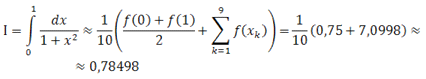 I = ∫₀¹ dx/(1 + x²) ≈ 1/10 ( (f(0) + f(1))/2 + ∑ₖ₌₁⁹ f(xₖ) ) = 1/10 (0,75 + 7,0998) ≈
≈ 0,78498